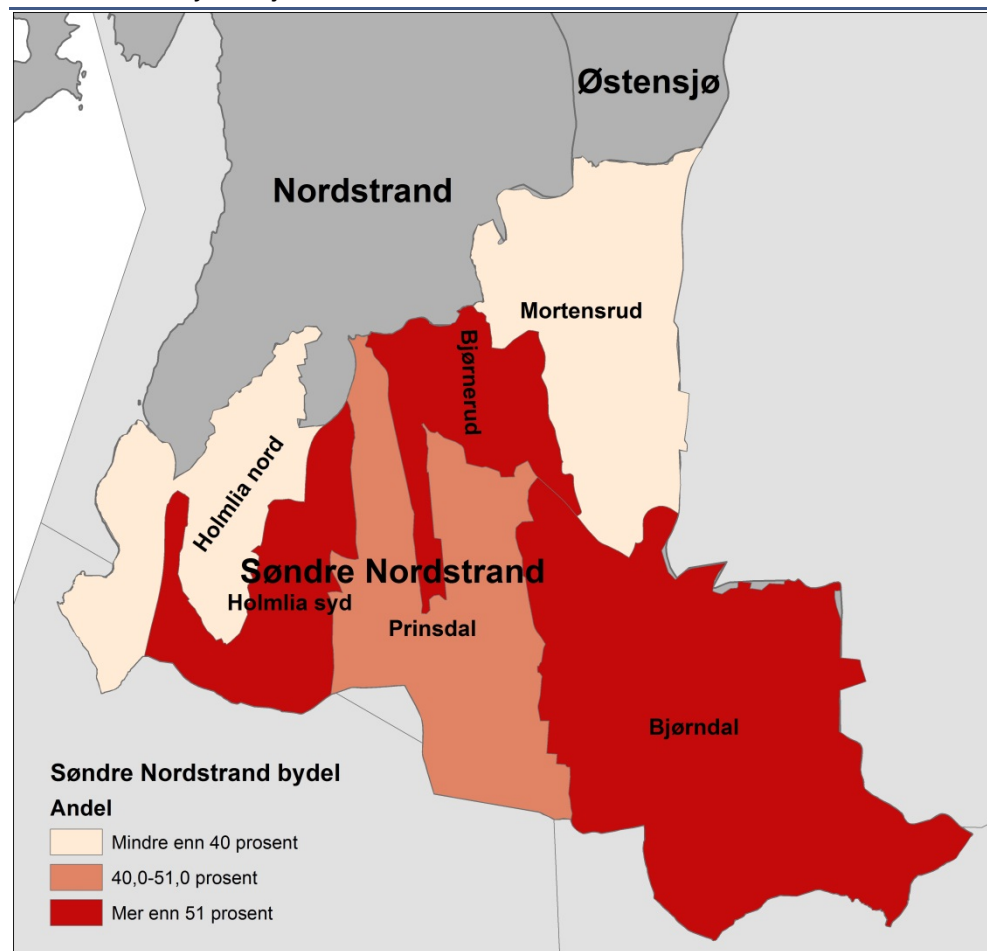 Østensjø
Nordstrand
Mortensrud
Bjørnerud
Holmlia nord
Søndre Nordstrand
Holmlia syd
Prinsdal
Bjørndal
Søndre Nordstrand bydel
Andel
Mindre enn 40 prosent
40,0-51,0 prosent
Mer enn 51 prosent